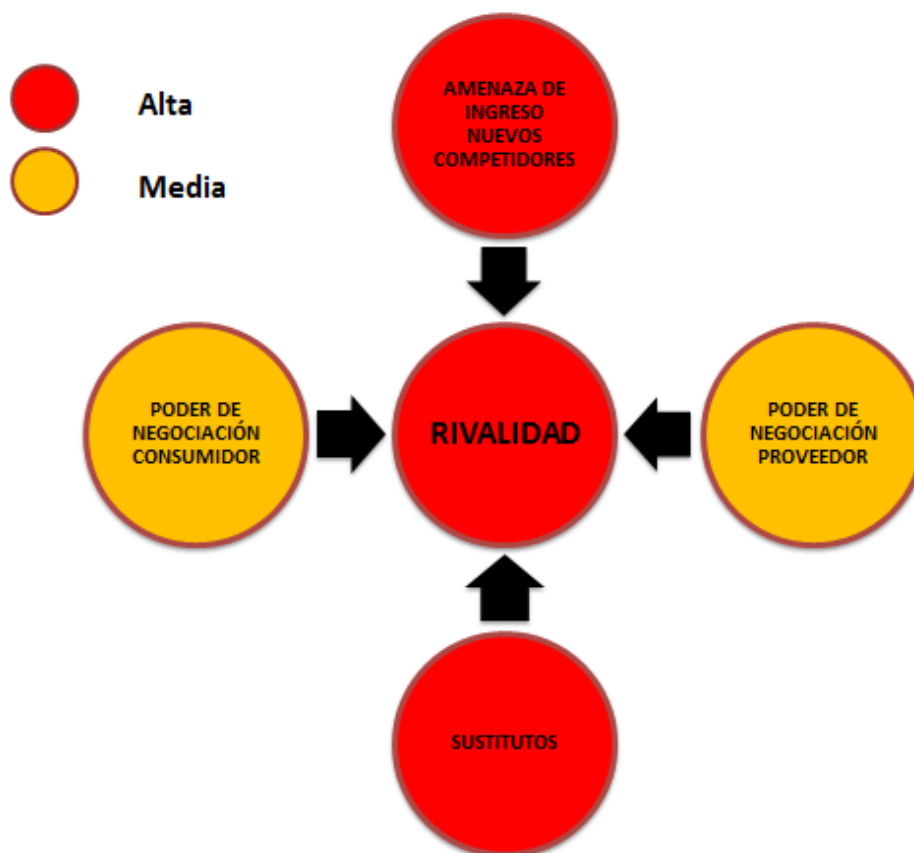 Alta
Media
AMENAZA DE
INGRESO
NUEVOS
COMPETIDORES
PODER DE
NEGOCIACIÓN
CONSUMIDOR
RIVALIDAD
PODER DE
NEGOCIACIÓN
PROVEEDOR
SUSTITUTOS